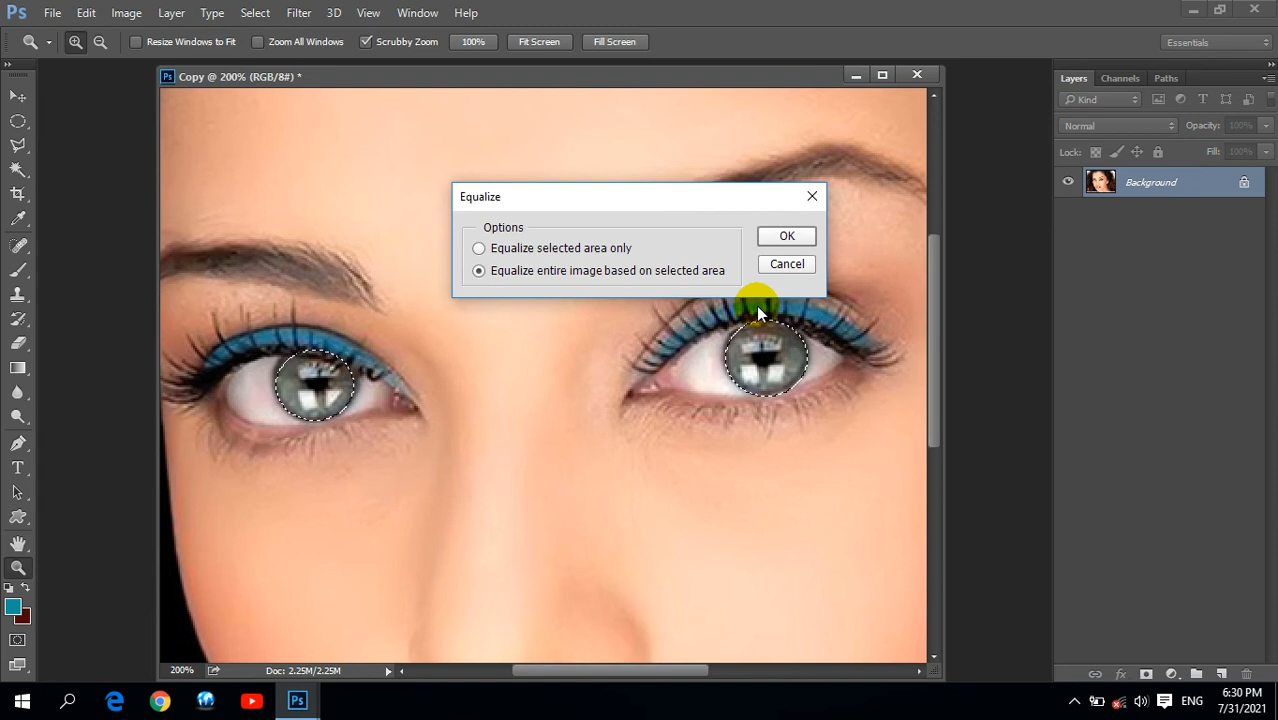 Ps File Edit Image Layer Type Select Filter 3D View Window Help
Resize Windows to Fit Zoom All Windows Scrubby Zoom 100% Fit Screen Fill Screen Essentials
Ps Copy @ 200% (RGB/8#) *
Layers Channels Paths
Kind
Normal Opacity: 100%
Lock: Fill: 100%
Background
Equalize
Options
Equalize selected area only
Equalize entire image based on selected area
OK
Cancel
200% Doc: 2.25M/2.25M
Ps
ENG
6:30 PM
7/31/2021